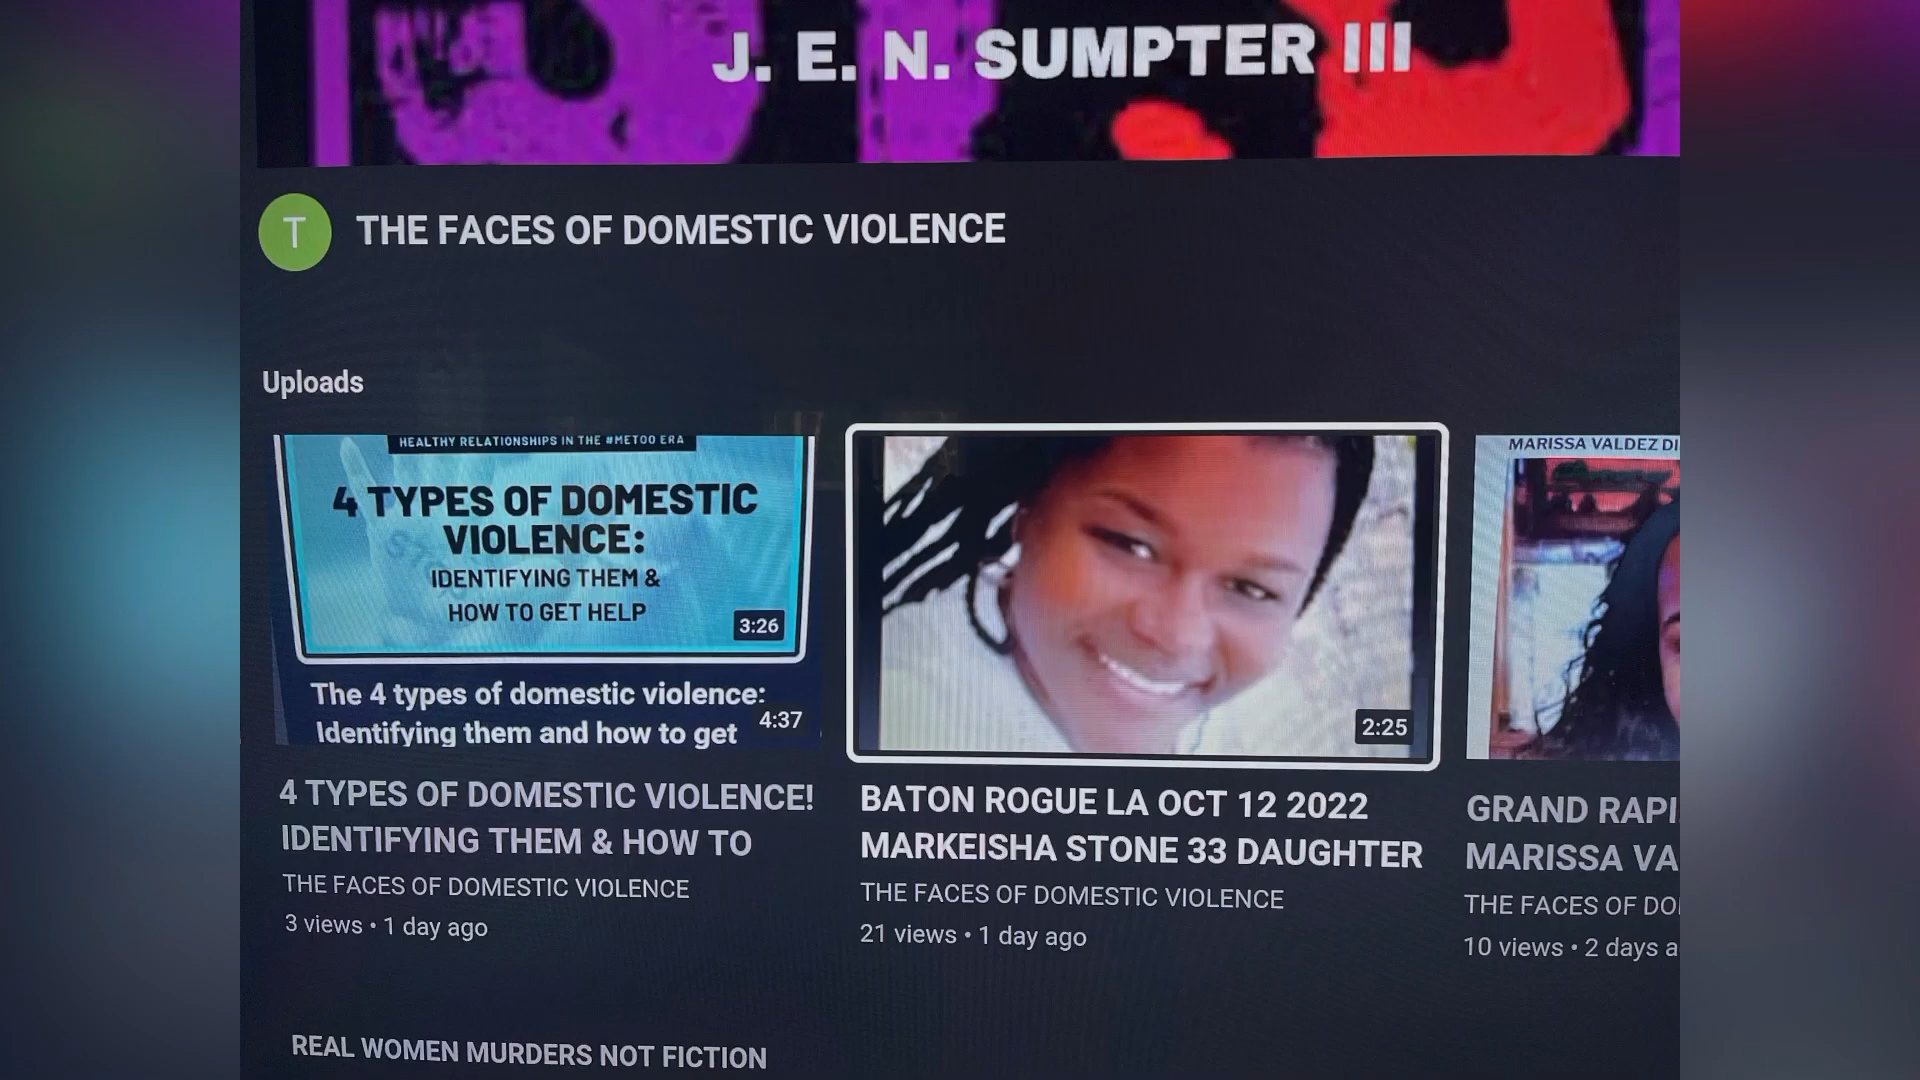 J. E. N. SUMPTER III
T
THE FACES OF DOMESTIC VIOLENCE
Uploads
HEALTHY RELATIONSHIPS IN THE #METOO ERA
4 TYPES OF DOMESTIC
VIOLENCE:
IDENTIFYING THEM &
HOW TO GET HELP
3:26
The 4 types of domestic violence:
Identifying them and how to get
4:37
4 TYPES OF DOMESTIC VIOLENCE!
IDENTIFYING THEM & HOW TO
THE FACES OF DOMESTIC VIOLENCE
3 views • 1 day ago
2:25
BATON ROGUE LA OCT 12 2022
MARKEISHA STONE 33 DAUGHTER
THE FACES OF DOMESTIC VIOLENCE
21 views • 1 day ago
MARISSA VALDEZ DI
GRAND RAPI
MARISSA VA
THE FACES OF DO
10 views • 2 days a
REAL WOMEN MURDERS NOT FICTION